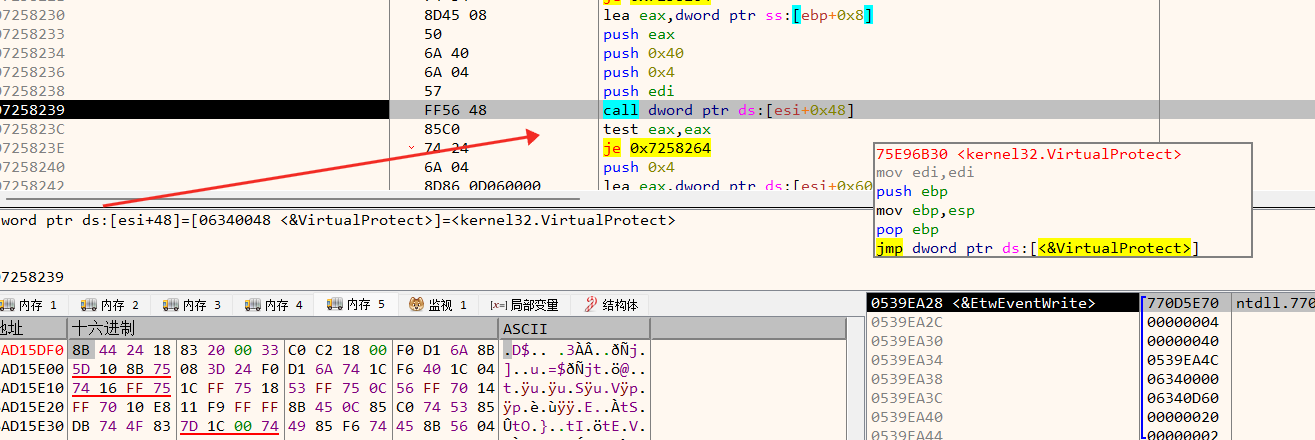 je 0x7258264
07258230 8D45 08 lea eax,dword ptr ss:[ebp+0x8]
07258233 50 push eax
07258234 6A 40 push 0x40
07258236 6A 04 push 0x4
07258238 57 push edi
07258239 FF56 48 call dword ptr ds:[esi+0x48]
0725823C 85C0 test eax,eax
0725823E 74 24 je 0x7258264
07258240 6A 04 push 0x4
07258242 8D86 0D060000 lea eax,dword ptr ds:[esi+0x60
75E96B30 <kernel32.VirtualProtect>
mov edi,edi
push ebp
mov ebp,esp
pop ebp
jmp dword ptr ds:[<&VirtualProtect>]
word ptr ds:[esi+48]=[06340048 <&VirtualProtect>]=<kernel32.VirtualProtect>
07258239
内存 1 内存 2 内存 3 内存 4 内存 5 监视 1 [x=] 局部变量 结构体
地址 十六进制 ASCII
AD15DF0 8B 44 24 18 83 20 00 33 C0 C2 18 00 F0 D1 6A 8B .D$.. .3ÀÂ..ðÑj.
AD15E00 5D 10 8B 75 08 3D 24 F0 D1 6A 74 1C F6 40 1C 04 ]..u.=$ðÑjt.ö@..
AD15E10 74 16 FF 75 1C FF 75 18 53 FF 75 0C 56 FF 70 14 t.ÿu.ÿu.Sÿu.Vÿp.
AD15E20 FF 70 10 E8 11 F9 FF FF 8B 45 0C 85 C0 74 53 85 ÿp.è.ùÿÿ.E..ÀtS.
AD15E30 DB 74 4F 83 7D 1C 00 74 49 85 F6 74 45 8B 56 04 ÛtO.}..tI.ötE.V.
0539EA28 <&EtwEventWrite> 770D5E70 ntdll.770
0539EA2C 00000004
0539EA30 00000040
0539EA34 0539EA4C
0539EA38 06340000
0539EA3C 06340D60
0539EA40 00000020
0539EA44 00000002